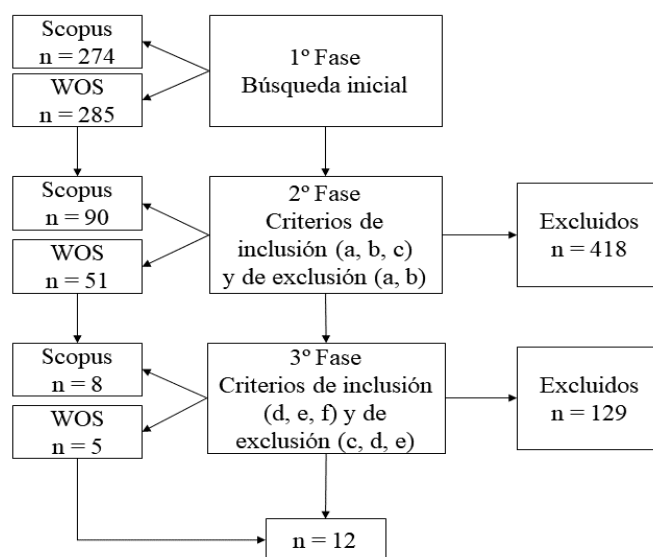 Scopus
n = 274
WOS
n = 285
1º Fase
Búsqueda inicial
Scopus
n = 90
WOS
n = 51
2º Fase
Criterios de
inclusión (a, b, c)
y de exclusión (a, b)
Excluidos
n = 418
Scopus
n = 8
WOS
n = 5
3º Fase
Criterios de inclusión
(d, e, f) y de
exclusión (c, d, e)
Excluidos
n = 129
n = 12